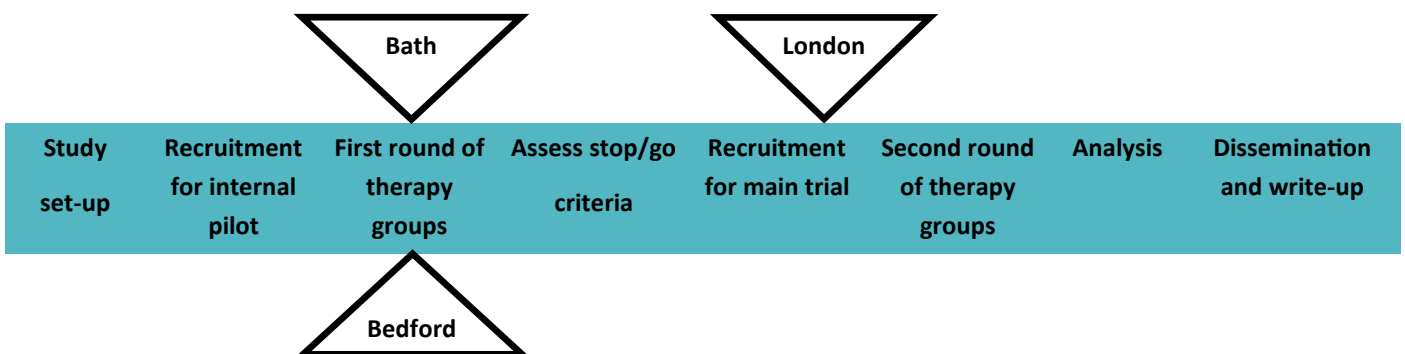 Bath
London
Study
set-up
Recruitment
for internal
pilot
First round of
therapy
groups
Assess stop/go
criteria
Recruitment
for main trial
Second round
of therapy
groups
Analysis
Dissemination
and write-up
Bedford